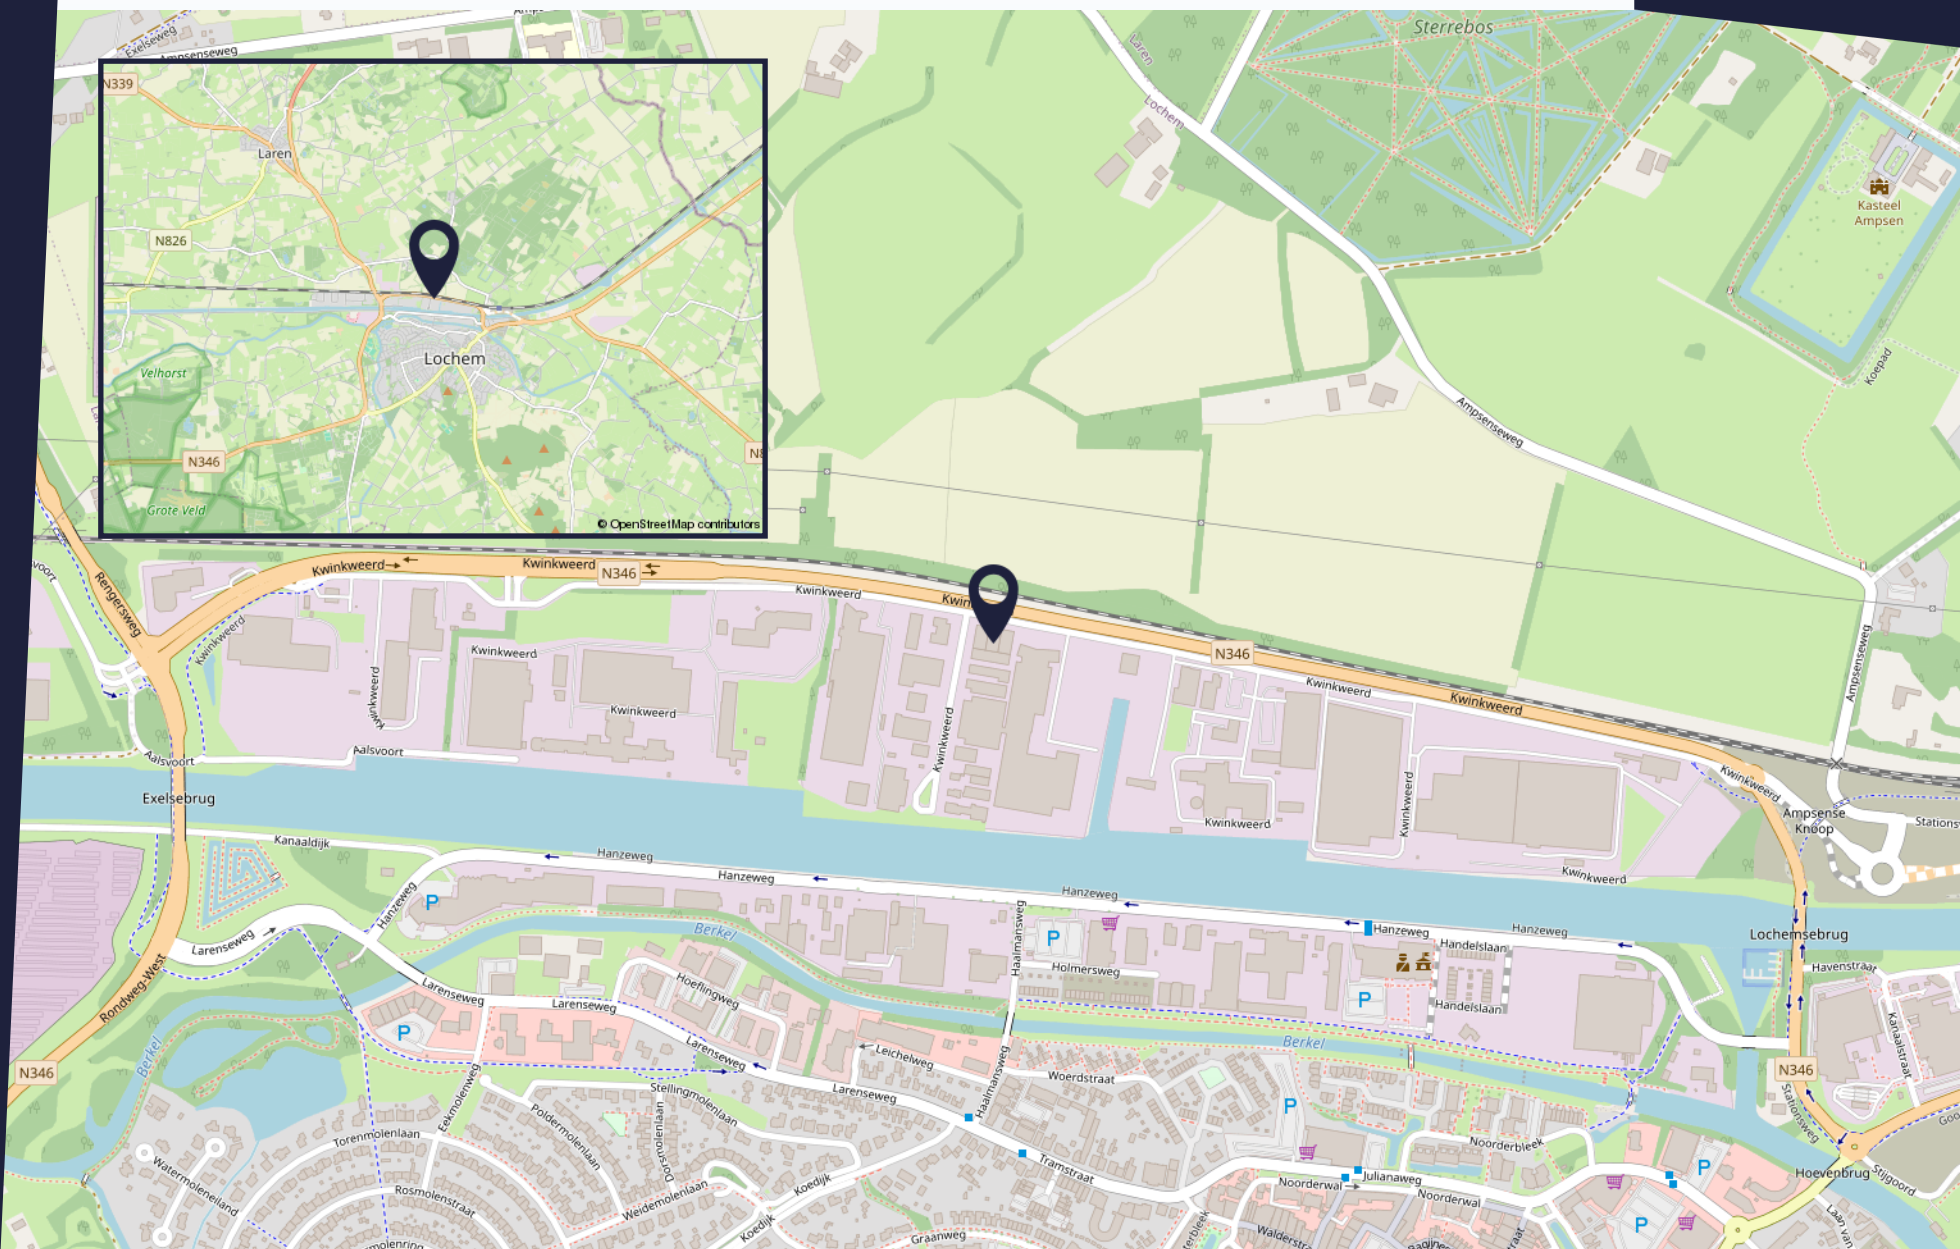 Exelseweg
Ampsenseweg
Sterrebos
Laren
Lochem
Kasteel
Ampsen
Koepad
Ampsenseweg
N339
Laren
N826
Lochem
Velhorst
N346
Grote Veld
© OpenStreetMap contributors
Rengersweg
Kwinkweerd
Kwinkweerd
N346
Kwinkweerd
N346
Kwinkweerd
Kwinkweerd
Ampsenseweg
Kwinkweerd
Kwinkweerd
Kwinkweerd
Kwinkweerd
Kwinkweerd
Kwinkweerd
Kwinkweerd
Kwinkweerd
Kwinkweerd
Kwinkweerd
Aalsvoort
Aalsvoort
Exelsebrug
Ampsense
Knoop
Kanaaldijk
Hanzeweg
Hanzeweg
Hanzeweg
Hanzeweg
Hanzeweg
Hanzeweg
Lochemsebrug
Larenseweg
P
Berkel
Haalmansweg
P
Holmersweg
Handelslaan
Handelslaan
P
Havenstraat
Kanaalstraat
Rondweg-West
N346
Berkel
Larenseweg
Larenseweg
Hoeflingweg
P
Larenseweg
Leichelweg
Larenseweg
Haalmansweg
Woerdstraat
Berkel
P
N346
Stationsweg
Stellingmolenlaan
Poldermolenlaan
Dorsmolenlaan
Eekmolenweg
Torenmolenlaan
Watermoleneiland
Rosmolenstraat
Weidemolenlaan
Koedijk
Koedijk
Tramstraat
Graanweg
Noorderwal
Julianaweg
Noorderwal
Noorderbleek
P
P
Hoevenbrug
Stijgoord